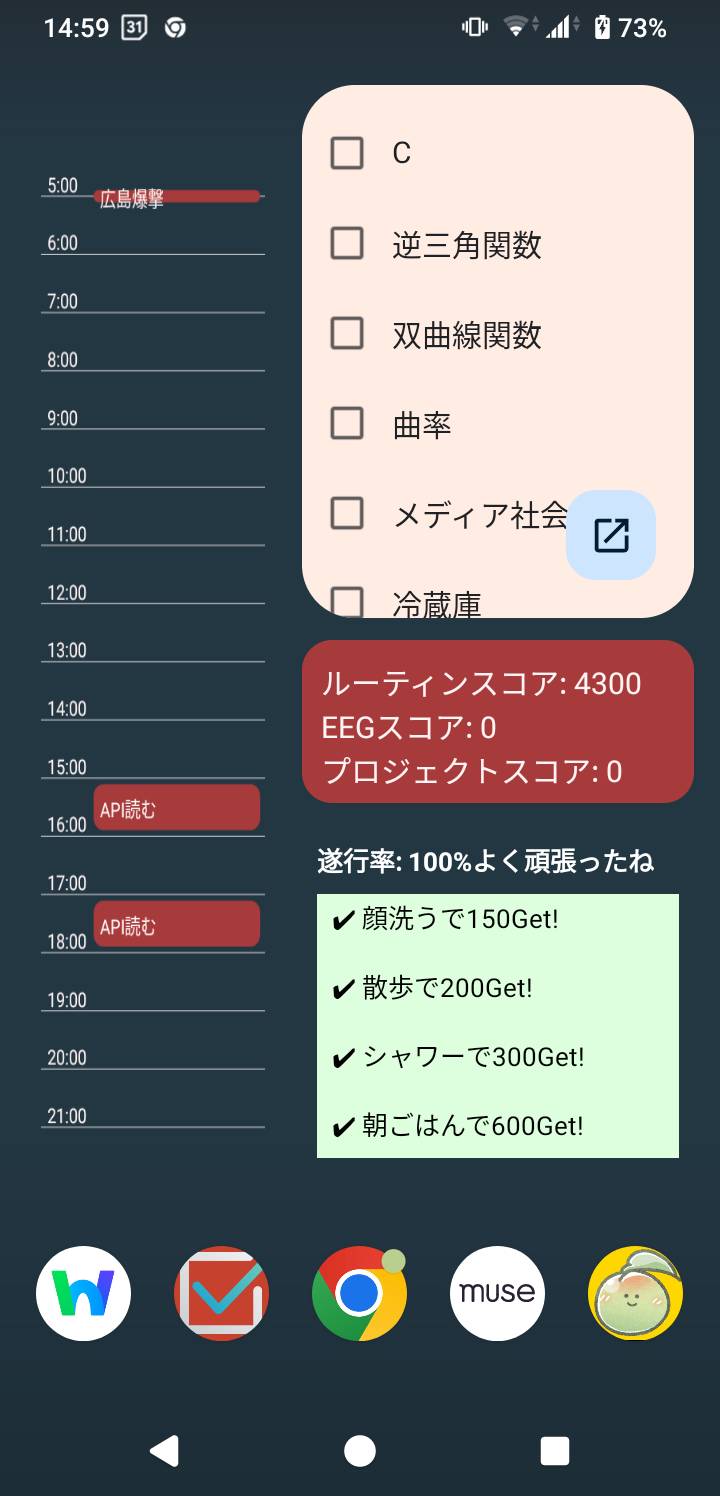 14:59 31 73%
5:00 広島爆撃
6:00
7:00
8:00
9:00
10:00
11:00
12:00
13:00
14:00
15:00
API読む
16:00
17:00
API読む
18:00
19:00
20:00
21:00
C
逆三角関数
双曲線関数
曲率
メディア社会
冷蔵庫
ルーティンスコア: 4300
EEGスコア: 0
プロジェクトスコア: 0
遂行率: 100%よく頑張ったね
✔ 顔洗うで150Get!
✔ 散歩で200Get!
✔ シャワーで300Get!
✔ 朝ごはんで600Get!
muse